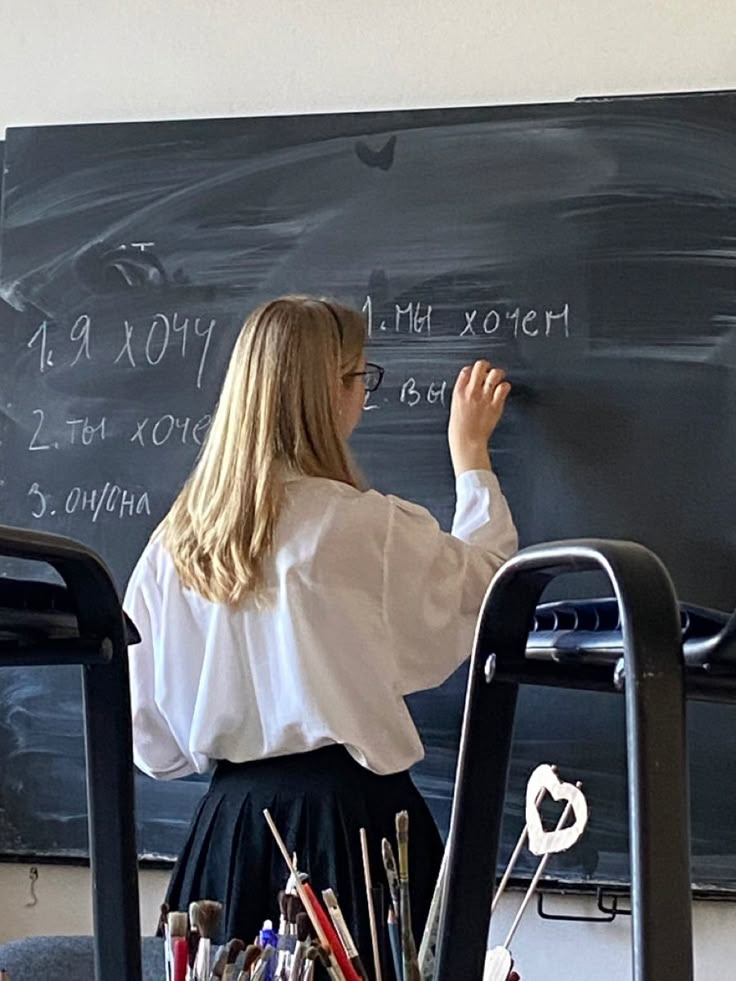 1. Я хочу
2. ты хоче
3. он/она
1. мы хочем
2. вы